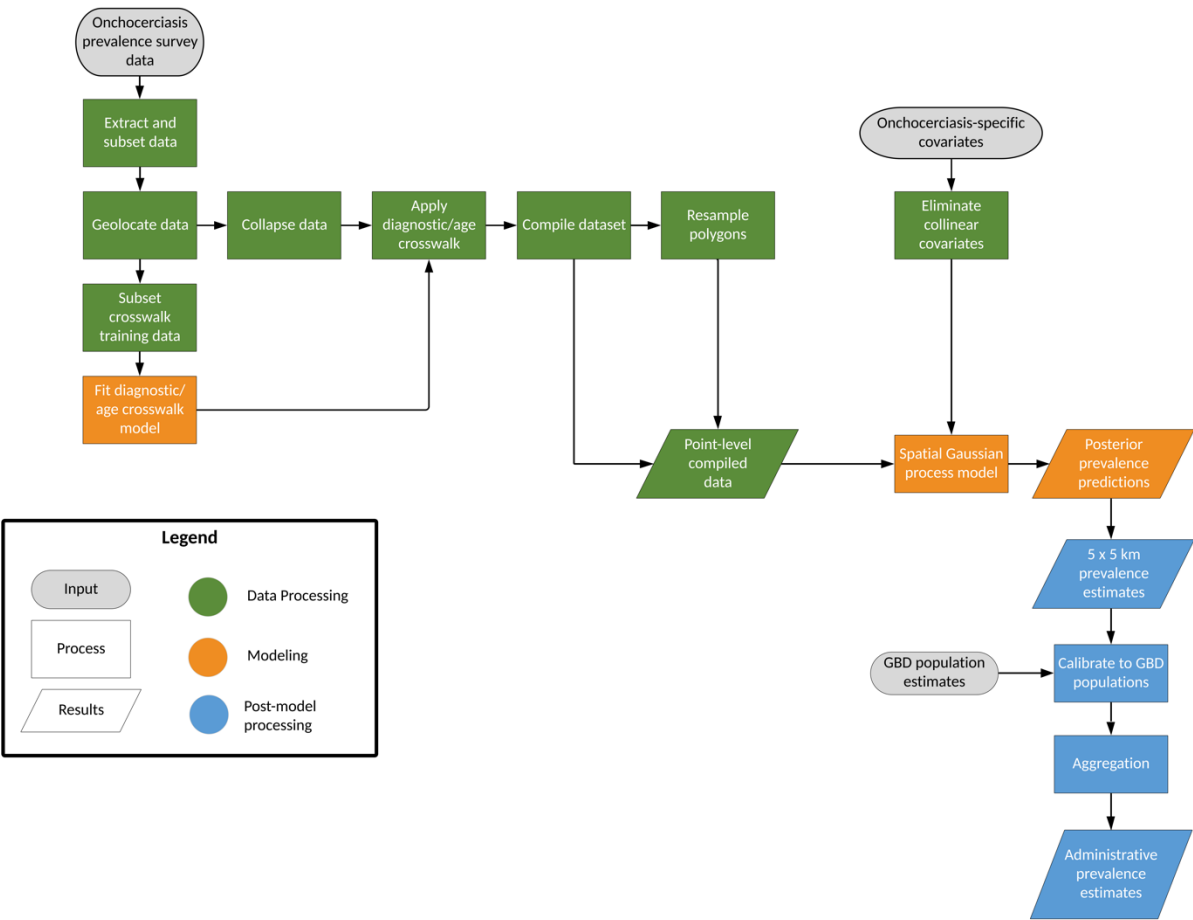 Onchocerciasis
prevalence survey
data
Extract and
subset data
Geolocate data
Collapse data
Apply
diagnostic/age
crosswalk
Compile dataset
Resample
polygons
Subset
crosswalk
training data
Fit diagnostic/
age crosswalk
model
Onchocerciasis-specific
covariates
Eliminate
collinear
covariates
Point-level
compiled
data
Spatial Gaussian
process model
Posterior
prevalence
predictions
5 x 5 km
prevalence
estimates
GBD population
estimates
Calibrate to GBD
populations
Aggregation
Administrative
prevalence
estimates
Legend
Input
Process
Results
Data Processing
Modeling
Post-model
processing